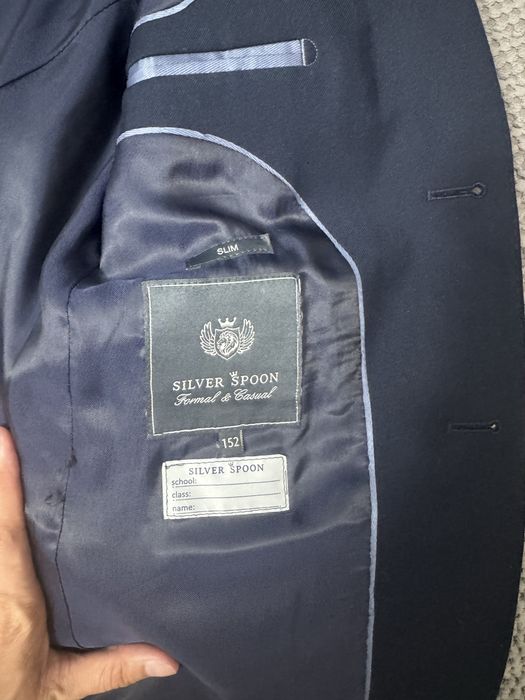 SLIM
SILVER SPOON
Formal & Casual
152
SILVER SPOON
school:
class:
name: